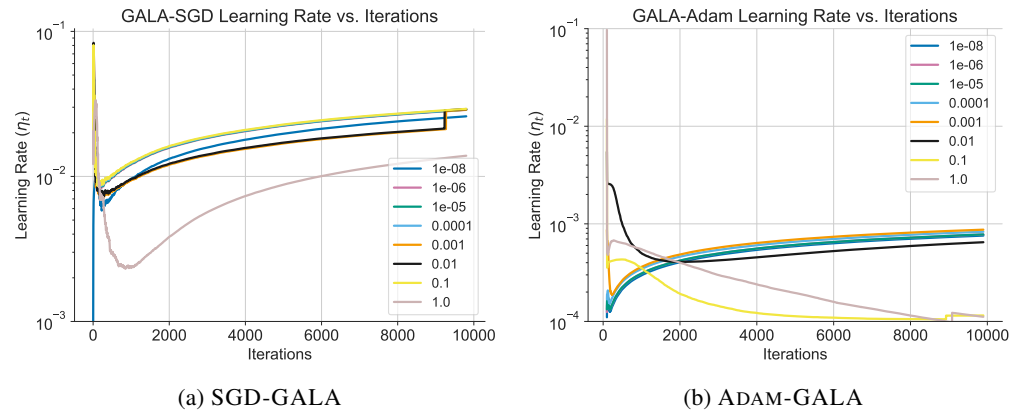 GALA-SGD Learning Rate vs. Iterations
Learning Rate (ηt)
10⁻¹
10⁻²
10⁻³
1e-08
1e-06
1e-05
0.0001
0.001
0.01
0.1
1.0
0 2000 4000 6000 8000 10000
Iterations
(a) SGD-GALA
GALA-Adam Learning Rate vs. Iterations
Learning Rate (ηt)
10⁻¹
10⁻²
10⁻³
10⁻⁴
1e-08
1e-06
1e-05
0.0001
0.001
0.01
0.1
1.0
0 2000 4000 6000 8000 10000
Iterations
(b) ADAM-GALA